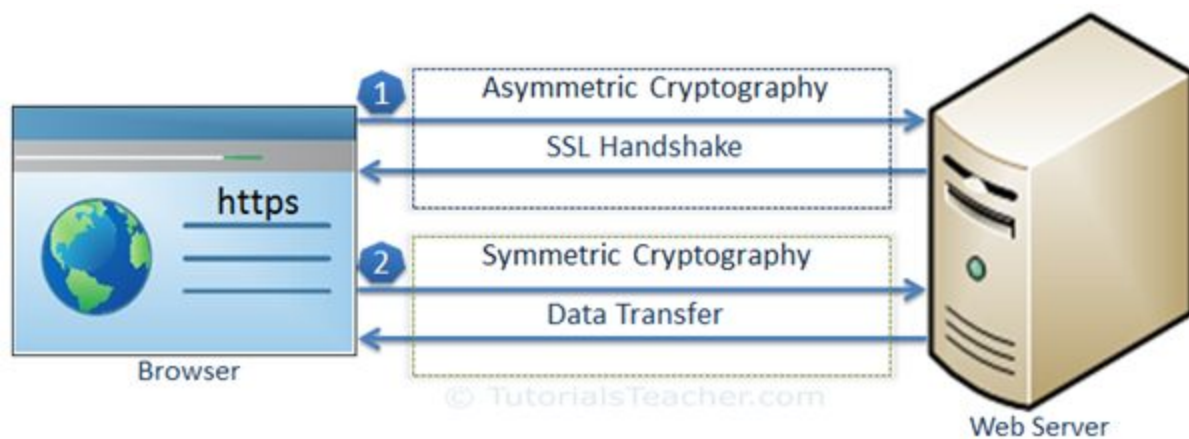 1
Asymmetric Cryptography
SSL Handshake
https
2
Symmetric Cryptography
Data Transfer
Browser
© TutorialsTeacher.com
Web Server